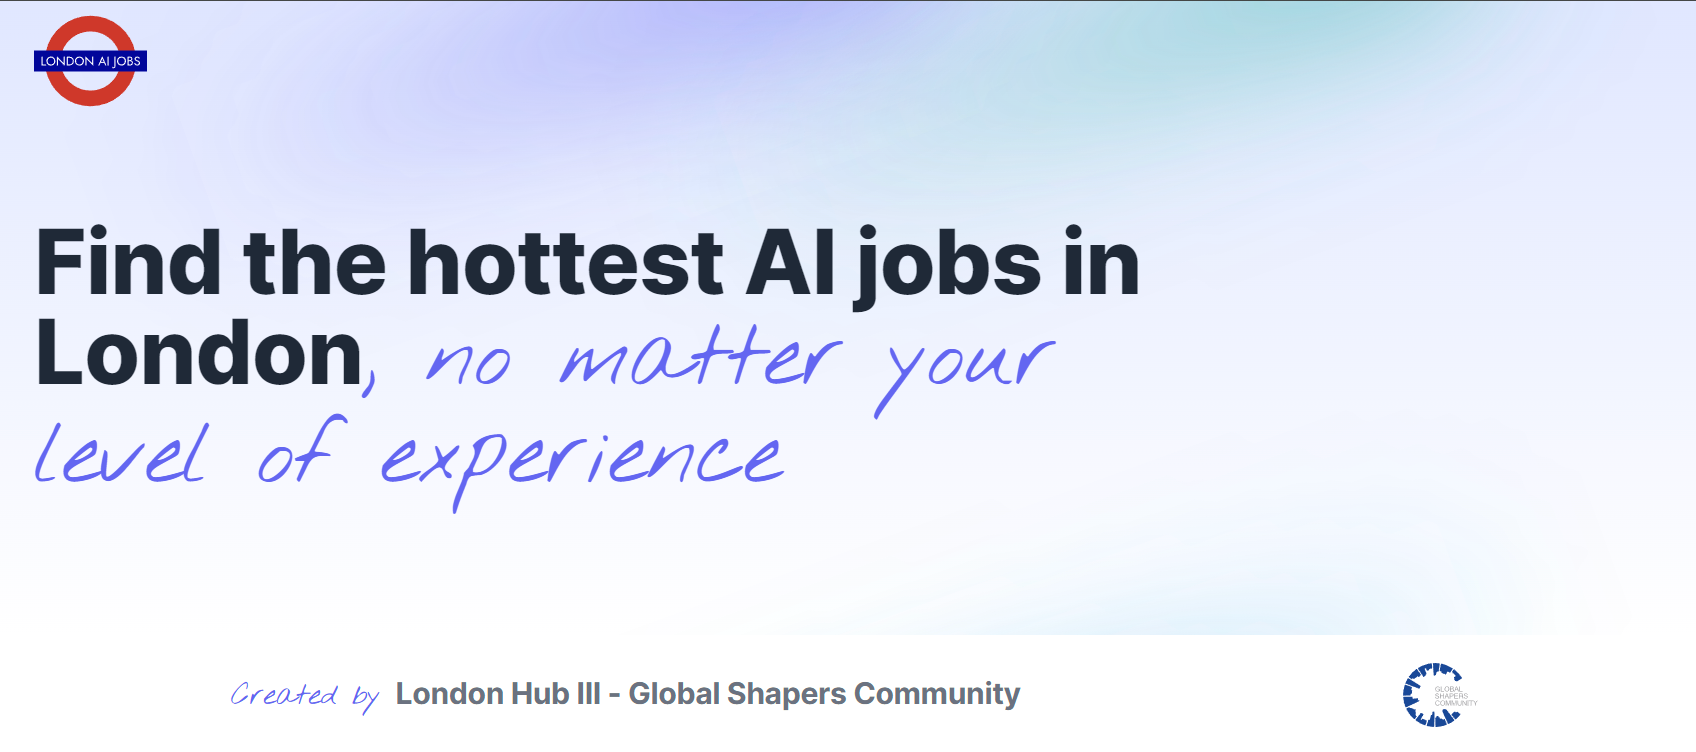 LONDON AI JOBS
Find the hottest AI jobs in
London, no matter your
level of experience
Created by London Hub III - Global Shapers Community
GLOBAL
SHAPERS
COMMUNITY